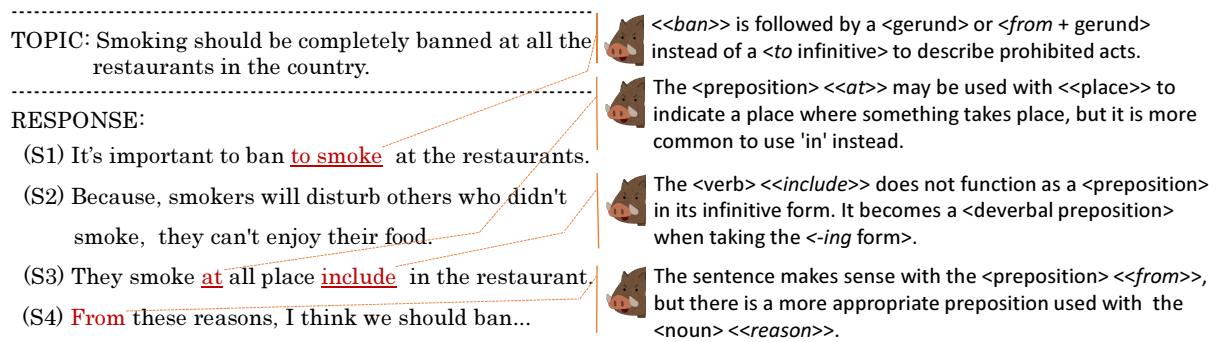 TOPIC: Smoking should be completely banned at all the
restaurants in the country.
RESPONSE:
(S1) It's important to ban to smoke at the restaurants.
(S2) Because, smokers will disturb others who didn't
smoke, they can't enjoy their food.
(S3) They smoke at all place include in the restaurant.
(S4) From these reasons, I think we should ban...
<<ban>> is followed by a <gerund> or <from + gerund>
instead of a <to infinitive> to describe prohibited acts.
The <preposition> <<at>> may be used with <<place>> to
indicate a place where something takes place, but it is more
common to use 'in' instead.
The <verb> <<include>> does not function as a <preposition>
in its infinitive form. It becomes a <deverbal preposition>
when taking the <-ing form>.
The sentence makes sense with the <preposition> <<from>>,
but there is a more appropriate preposition used with the
<noun> <<reason>>.